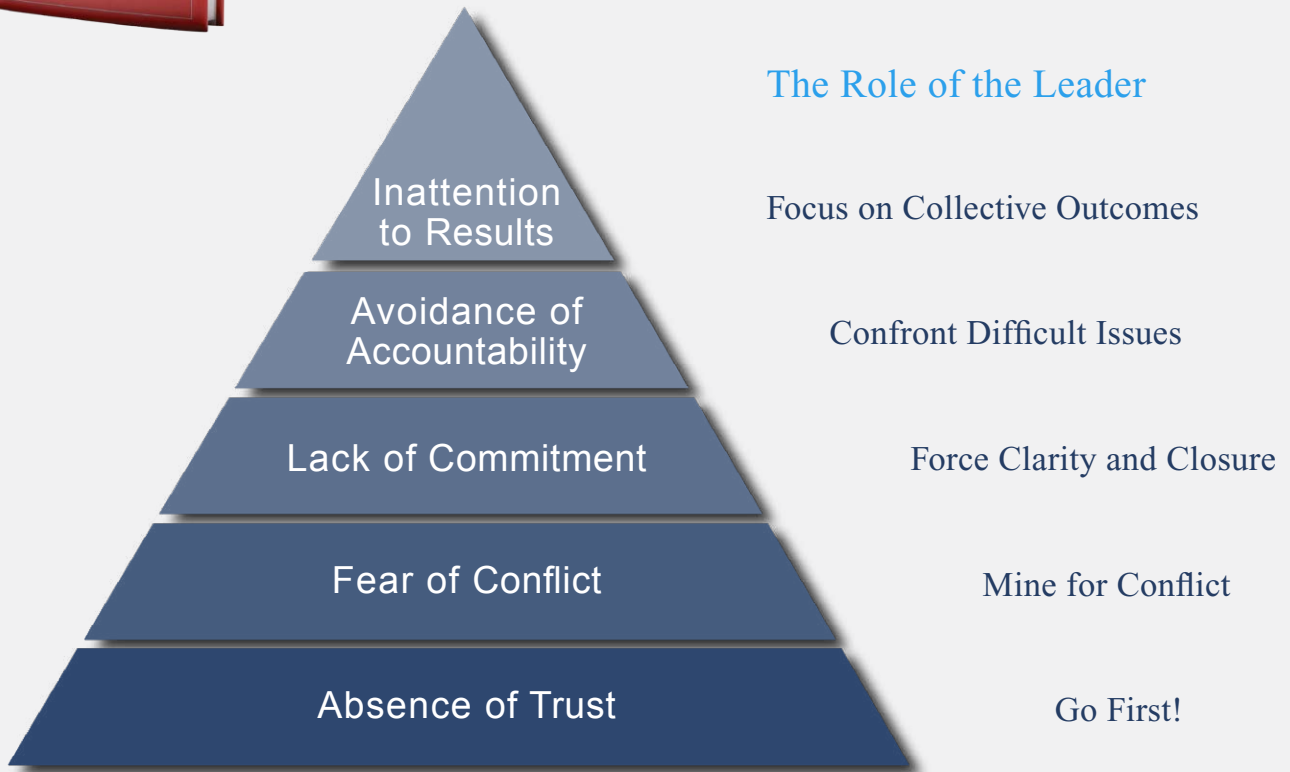 The Role of the Leader
Inattention
to Results
Focus on Collective Outcomes
Avoidance of
Accountability
Confront Difficult Issues
Lack of Commitment
Force Clarity and Closure
Fear of Conflict
Mine for Conflict
Absence of Trust
Go First!